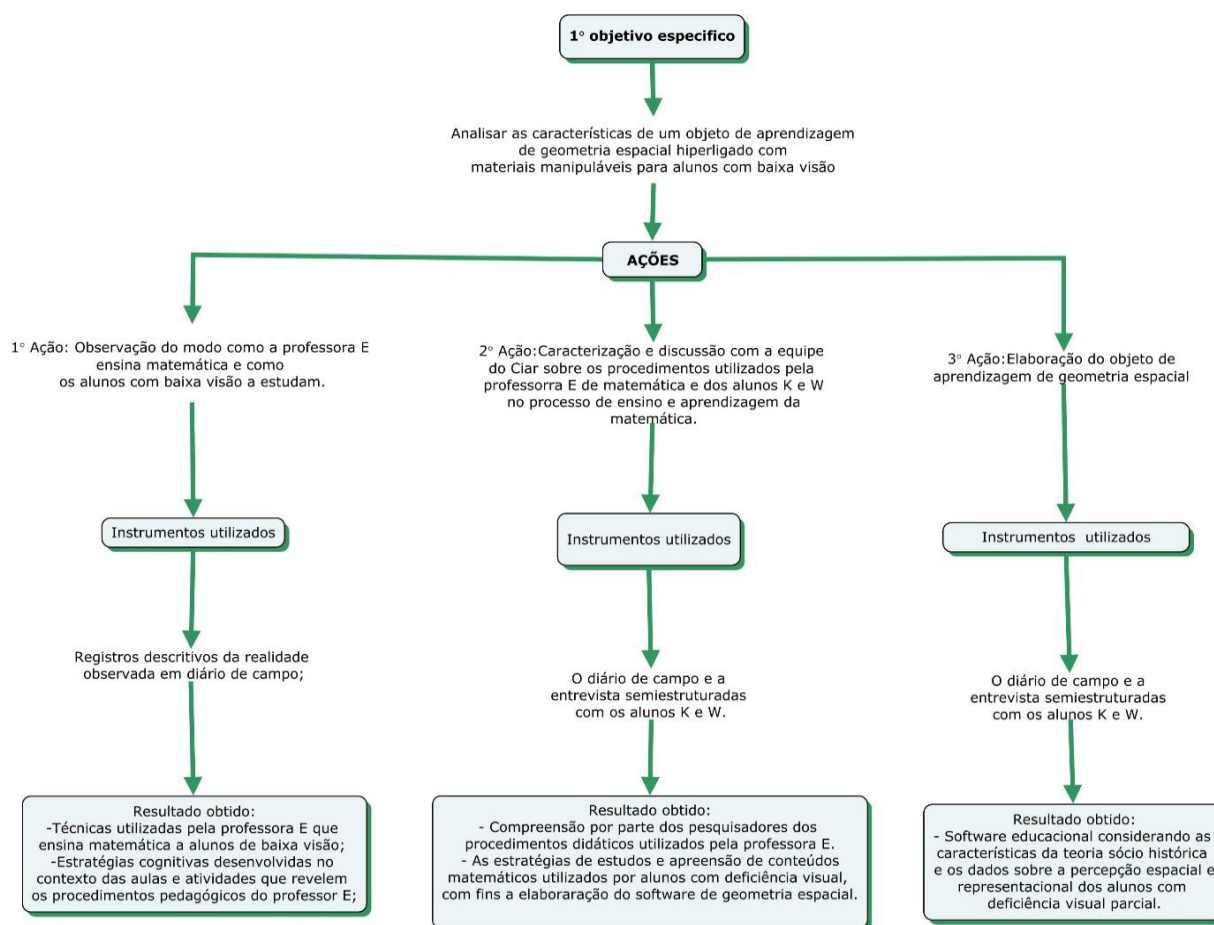 1° objetivo especifico
Analisar as características de um objeto de aprendizagem
de geometria espacial hiperligado com
materiais manipuláveis para alunos com baixa visão
AÇÕES
1° Ação: Observação do modo como a professora E
ensina matemática e como
os alunos com baixa visão a estudam.
Instrumentos utilizados
Registros descritivos da realidade
observada em diário de campo;
Resultado obtido:
-Técnicas utilizadas pela professora E que
ensina matemática a alunos de baixa visão;
-Estratégias cognitivas desenvolvidas no
contexto das aulas e atividades que revelem
os procedimentos pedagógicos do professor E;
2° Ação:Caracterização e discussão com a equipe
do Ciar sobre os procedimentos utilizados pela
professorra E de matemática e dos alunos K e W
no processo de ensino e aprendizagem da
matemática.
Instrumentos utilizados
O diário de campo e a
entrevista semiestruturadas
com os alunos K e W.
Resultado obtido:
- Compreensão por parte dos pesquisadores dos
procedimentos didáticos utilizados pela professora E.
- As estratégias de estudos e apreensão de conteúdos
matemáticos utilizados por alunos com deficiência visual,
com fins a elaboraração do software de geometria espacial.
3° Ação:Elaboração do objeto de
aprendizagem de geometria espacial
Instrumentos utilizados
O diário de campo e a
entrevista semiestruturadas
com os alunos K e W.
Resultado obtido:
- Software educacional considerando as
características da teoria sócio histórica
e os dados sobre a percepção espacial e
representacional dos alunos com
deficiência visual parcial.